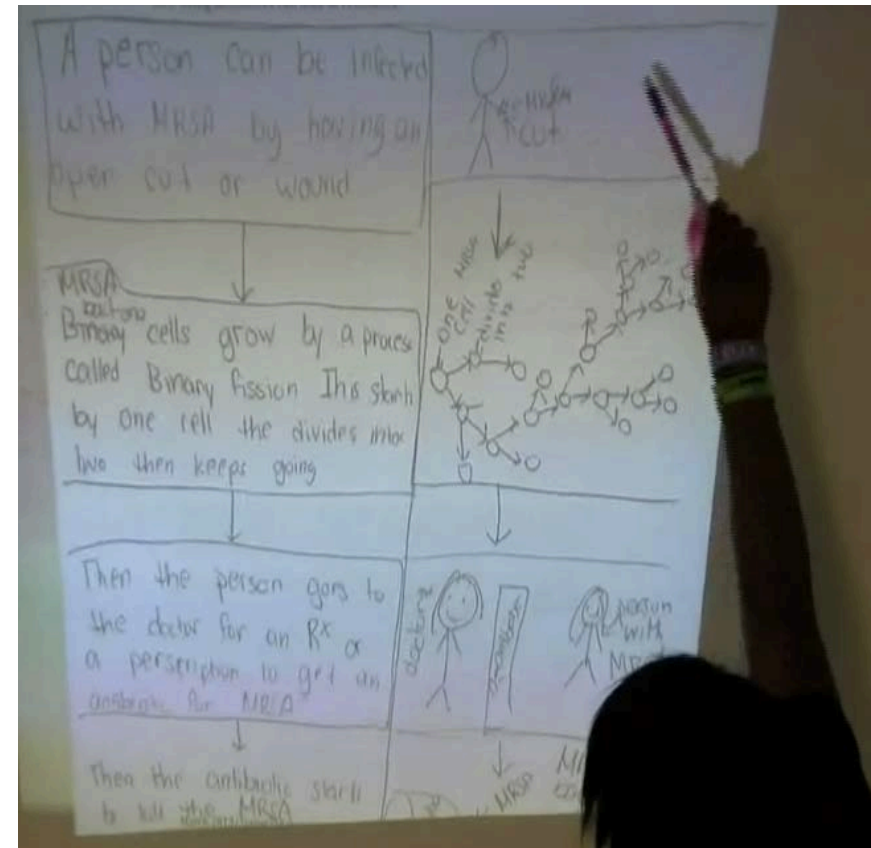 A person can be infected
with MRSA by having an
open cut or wound
cut
MRSA
bacteria
Binary cells grow by a process
called Binary fission This starts
by one cell the divides into
two then keeps going
one MRSA
cell divides
into two
Then the person goes to
the doctor for an Rx or
a perscription to get an
antibiotic for MRSA
doctor
person
with
Then the antibiotic starts
to kill the MRSA
MRSA